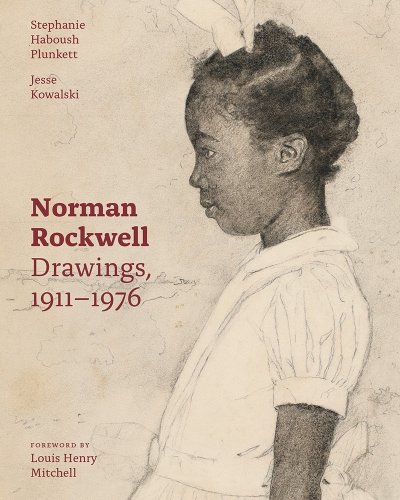 Stephanie
Haboush
Plunkett
Jesse
Kowalski
Norman
Rockwell
Drawings,
1911–1976
FOREWORD BY
Louis Henry
Mitchell